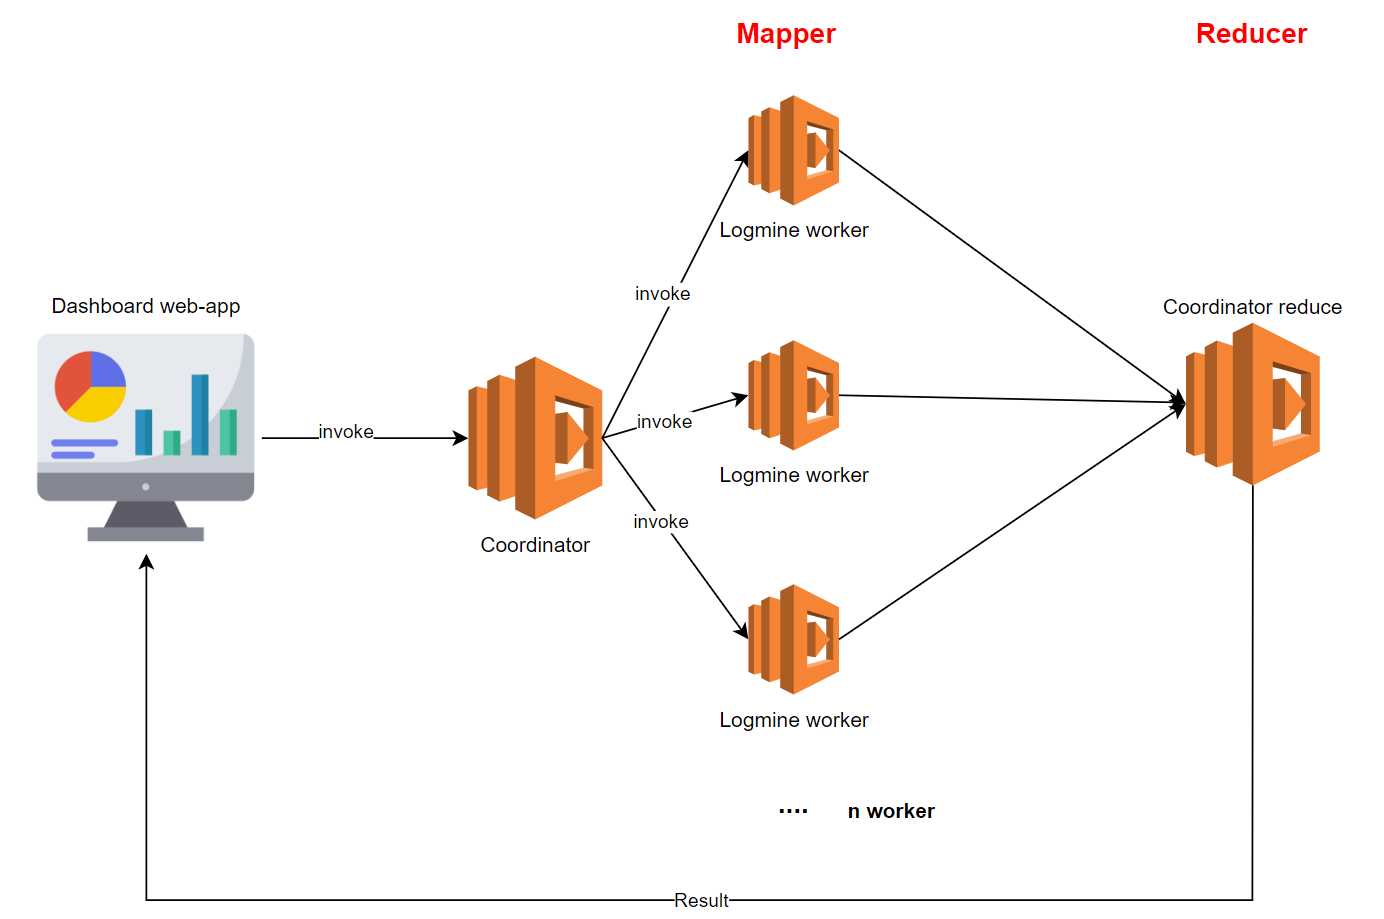 Mapper
Reducer
Logmine worker
invoke
Dashboard web-app
Coordinator reduce
invoke
invoke
Logmine worker
invoke
Coordinator
Logmine worker
.... n worker
Result